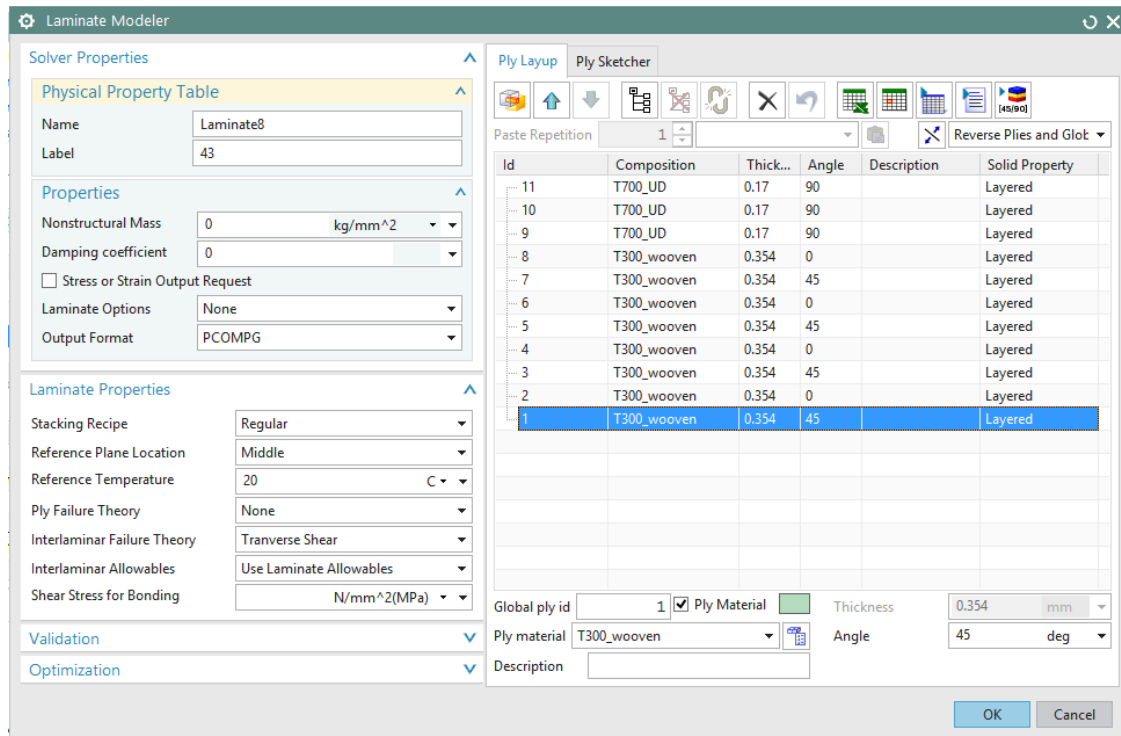 Laminate Modeler
Solver Properties
Physical Property Table
Name Laminate8
Label 43
Properties
Nonstructural Mass 0 kg/mm^2
Damping coefficient 0
Stress or Strain Output Request
Laminate Options None
Output Format PCOMPG
Laminate Properties
Stacking Recipe Regular
Reference Plane Location Middle
Reference Temperature 20 C
Ply Failure Theory None
Interlaminar Failure Theory Tranverse Shear
Interlaminar Allowables Use Laminate Allowables
Shear Stress for Bonding N/mm^2(MPa)
Validation
Optimization
Ply Layup Ply Sketcher
[45/90]
Paste Repetition 1 Reverse Plies and Glob
Id Composition Thick... Angle Description Solid Property
11 T700_UD 0.17 90 Layered
10 T700_UD 0.17 90 Layered
9 T700_UD 0.17 90 Layered
8 T300_wooven 0.354 0 Layered
7 T300_wooven 0.354 45 Layered
6 T300_wooven 0.354 0 Layered
5 T300_wooven 0.354 45 Layered
4 T300_wooven 0.354 0 Layered
3 T300_wooven 0.354 45 Layered
2 T300_wooven 0.354 0 Layered
1 T300_wooven 0.354 45 Layered
Global ply id 1 Ply Material Thickness 0.354 mm
Ply material T300_wooven Angle 45 deg
Description
OK Cancel